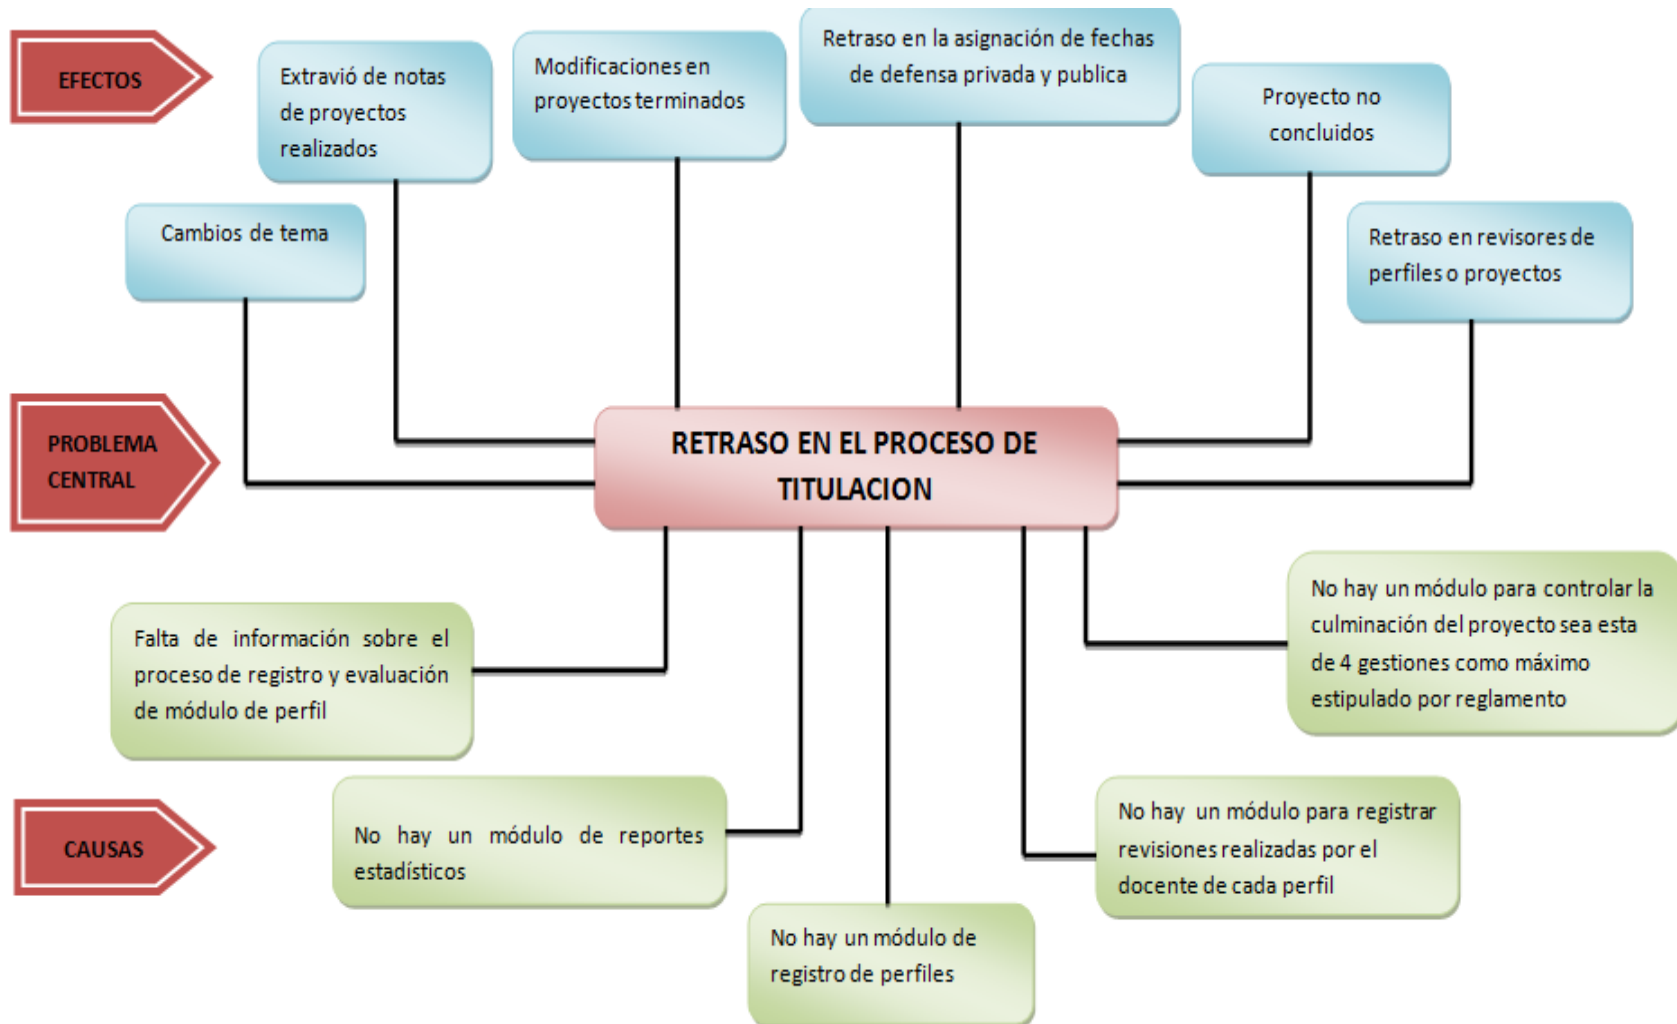 EFECTOS
Extravió de notas
de proyectos
realizados
Modificaciones en
proyectos terminados
Retraso en la asignación de fechas
de defensa privada y publica
Proyecto no
concluidos
Cambios de tema
Retraso en revisores de
perfiles o proyectos
PROBLEMA
CENTRAL
RETRASO EN EL PROCESO DE
TITULACION
Falta de información sobre el
proceso de registro y evaluación
de módulo de perfil
No hay un módulo para controlar la
culminación del proyecto sea esta
de 4 gestiones como máximo
estipulado por reglamento
CAUSAS
No hay un módulo de reportes
estadísticos
No hay un módulo para registrar
revisiones realizadas por el
docente de cada perfil
No hay un módulo de
registro de perfiles